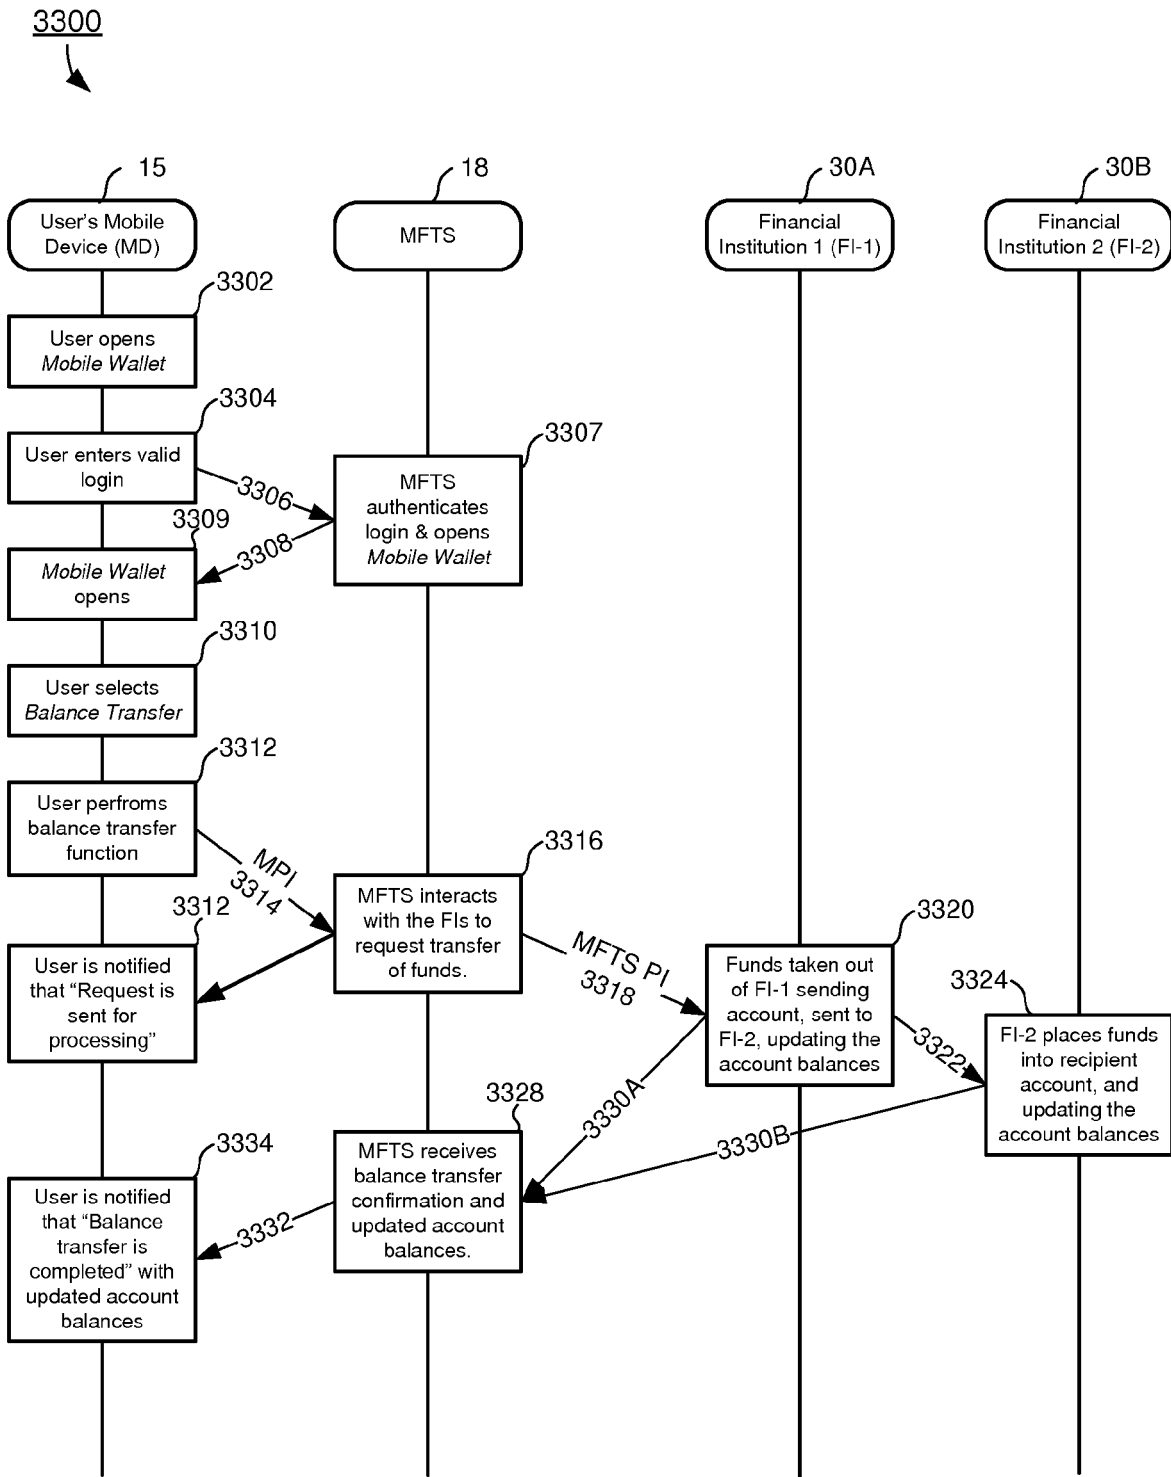 3300
15
18
30A
30B
User's Mobile
Device (MD)
MFTS
Financial
Institution 1 (FI-1)
Financial
Institution 2 (FI-2)
3302
User opens
Mobile Wallet
3304
User enters valid
login
3306
3307
MFTS
authenticates
login & opens
Mobile Wallet
3308
3309
Mobile Wallet
opens
3310
User selects
Balance Transfer
3312
User perfroms
balance transfer
function
MPI
3314
3316
MFTS interacts
with the FIs to
request transfer
of funds.
3312
User is notified
that “Request is
sent for
processing”
MFTS PI
3318
3320
Funds taken out
of FI-1 sending
account, sent to
FI-2, updating the
account balances
3322
3324
FI-2 places funds
into recipient
account, and
updating the
account balances
3330A
3330B
3328
MFTS receives
balance transfer
confirmation and
updated account
balances.
3332
3334
User is notified
that “Balance
transfer is
completed” with
updated account
balances